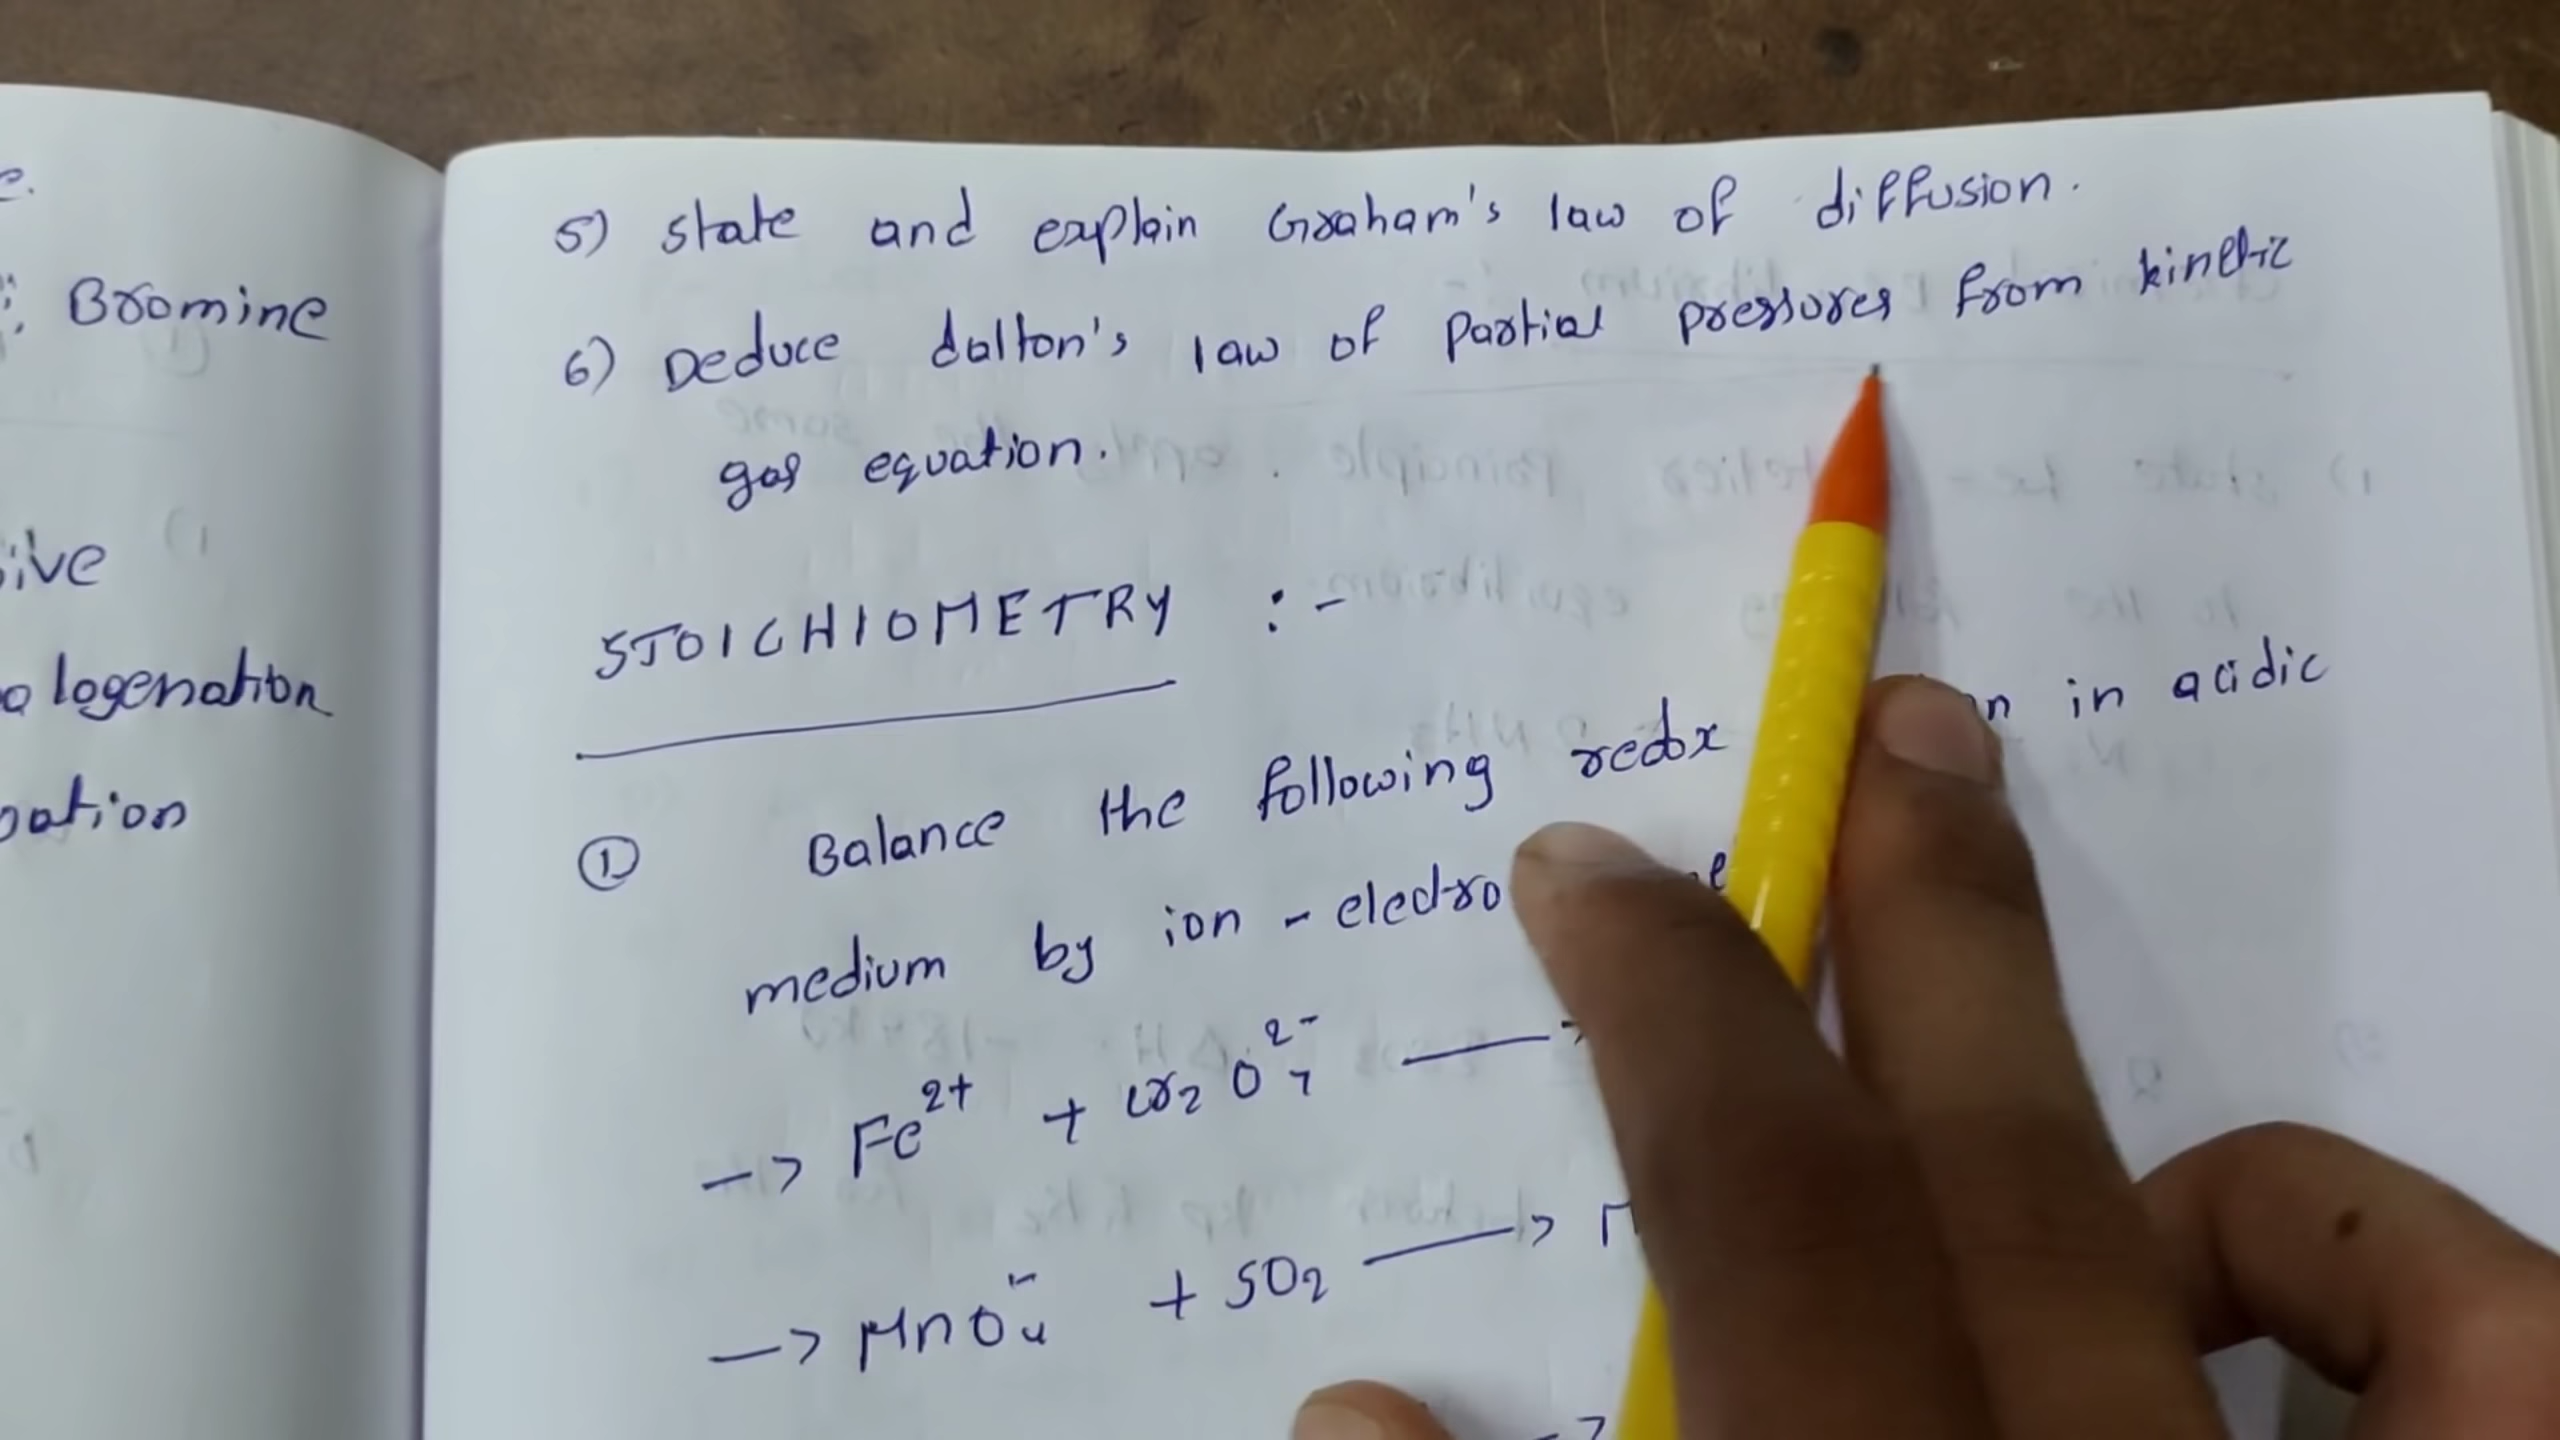 Bromine
ive
logenation
ation
5) state and explain Graham's law of diffusion.
6) Deduce dalton's law of partial pressures from kinetic
gas equation.
STOICHIOMETRY :-
① Balance the following redox in acidic
medium by ion - electro
-> Fe²⁺ + Cr₂O₇²⁻ ->
-> MnO₄⁻ + SO₂ ->